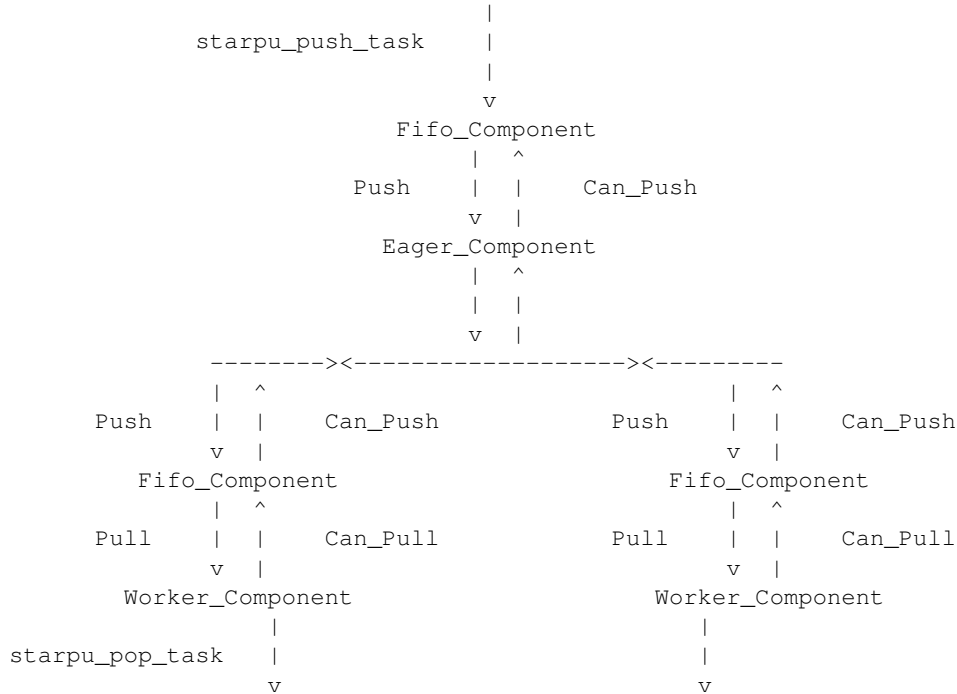 |
starpu_push_task |
|
v
Fifo_Component
| ^
Push | | Can_Push
v |
Eager_Component
| ^
| |
v |
--------><-------------------><---------
| ^ | ^
Push | | Can_Push Push | | Can_Push
v | v |
Fifo_Component Fifo_Component
| ^ | ^
Pull | | Can_Pull Pull | | Can_Pull
v | v |
Worker_Component Worker_Component
| |
starpu_pop_task | |
v v